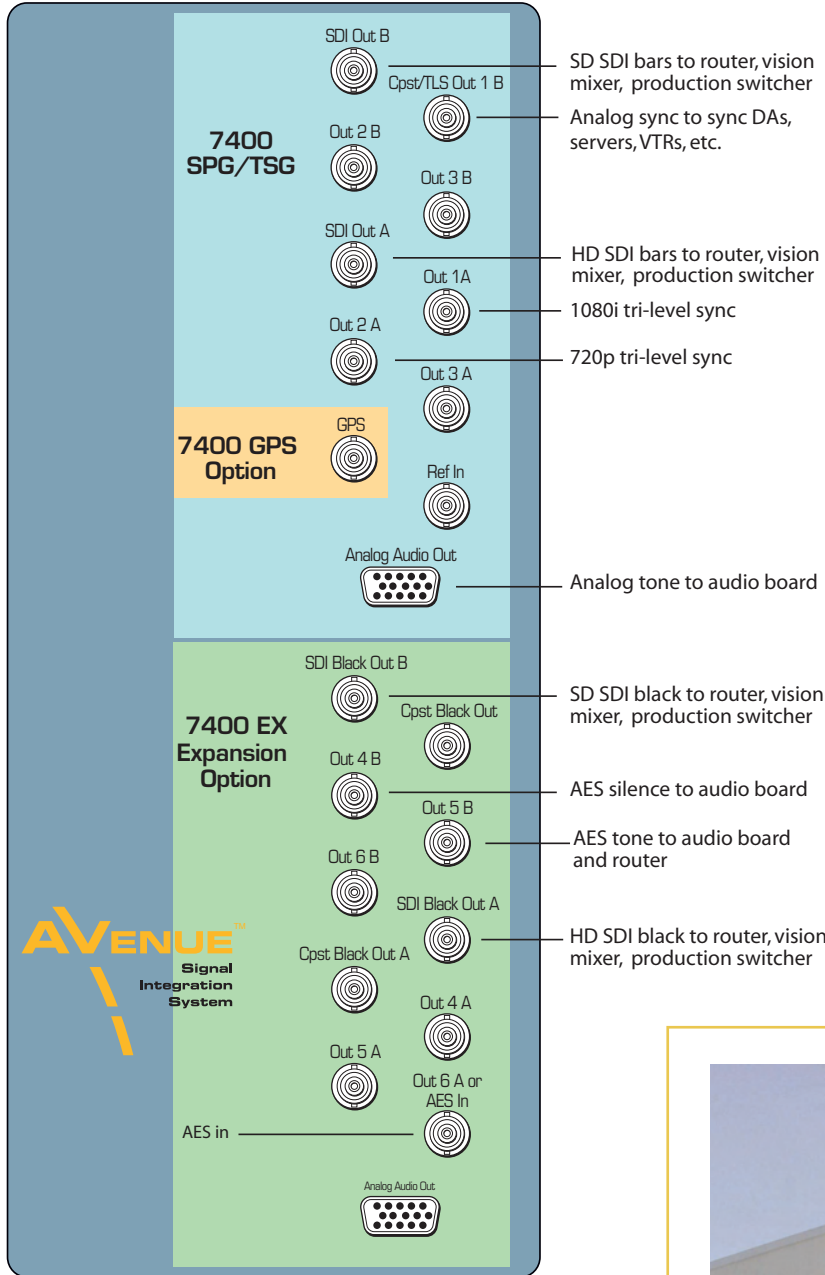 SDI Out B
SD SDI bars to router, vision
mixer, production switcher
Cpst/TLS Out 1 B
Analog sync to sync DAs,
servers, VTRs, etc.
7400
SPG/TSG
Out 2 B
Out 3 B
SDI Out A
HD SDI bars to router, vision
mixer, production switcher
Out 1A
1080i tri-level sync
Out 2 A
720p tri-level sync
Out 3 A
7400 GPS
Option
GPS
Ref In
Analog Audio Out
Analog tone to audio board
SDI Black Out B
SD SDI black to router, vision
mixer, production switcher
7400 EX
Expansion
Option
Cpst Black Out
Out 4 B
AES silence to audio board
Out 5 B
AES tone to audio board
and router
Out 6 B
SDI Black Out A
HD SDI black to router, vision
mixer, production switcher
AVENUE™
Signal
Integration
System
Cpst Black Out A
Out 4 A
Out 5 A
Out 6 A or
AES In
AES in
Analog Audio Out